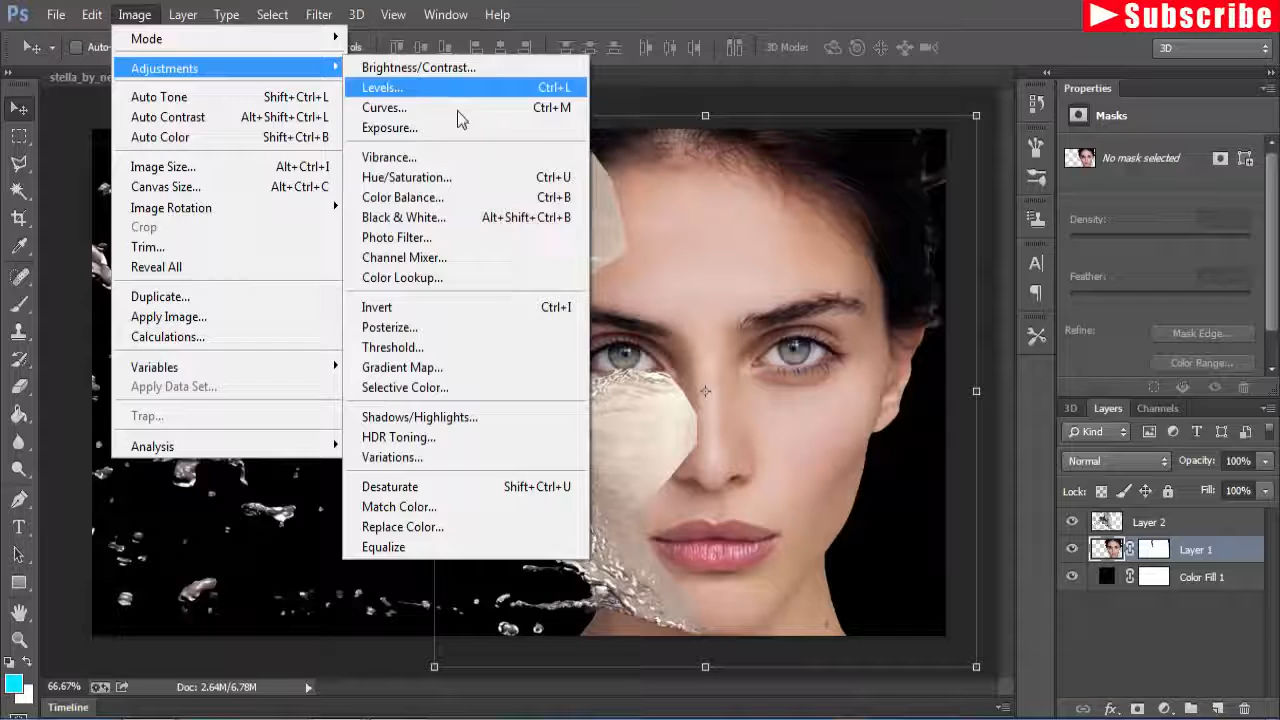 Ps File Edit Image Layer Type Select Filter 3D View Window Help
Subscribe
Auto-
3D Mode:
3D
stella_by_ne
Mode
Adjustments
Auto Tone Shift+Ctrl+L
Auto Contrast Alt+Shift+Ctrl+L
Auto Color Shift+Ctrl+B
Image Size... Alt+Ctrl+I
Canvas Size... Alt+Ctrl+C
Image Rotation
Crop
Trim...
Reveal All
Duplicate...
Apply Image...
Calculations...
Variables
Apply Data Set...
Trap...
Analysis
Brightness/Contrast...
Levels... Ctrl+L
Curves... Ctrl+M
Exposure...
Vibrance...
Hue/Saturation... Ctrl+U
Color Balance... Ctrl+B
Black & White... Alt+Shift+Ctrl+B
Photo Filter...
Channel Mixer...
Color Lookup...
Invert Ctrl+I
Posterize...
Threshold...
Gradient Map...
Selective Color...
Shadows/Highlights...
HDR Toning...
Variations...
Desaturate Shift+Ctrl+U
Match Color...
Replace Color...
Equalize
Properties
Masks
No mask selected
Density:
Feather:
Refine: Mask Edge...
Color Range...
3D Layers Channels
Kind
Normal Opacity: 100%
Lock: Fill: 100%
Layer 2
Layer 1
Color Fill 1
66.67% Doc: 2.64M/6.78M
Timeline